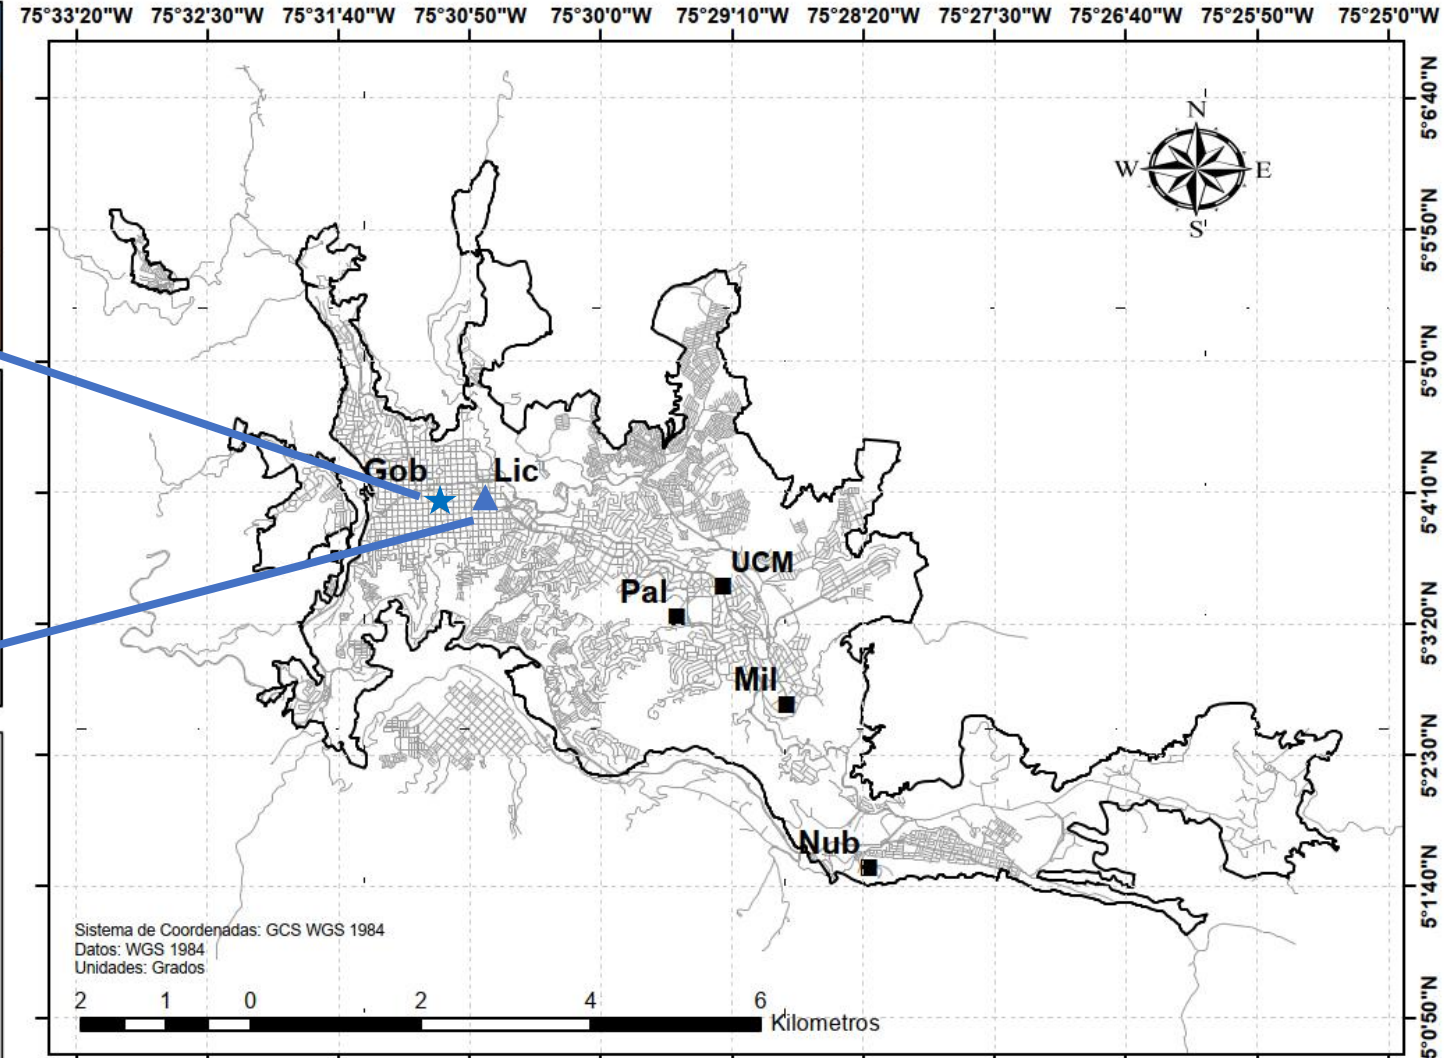 75°33'20"W 75°32'30"W 75°31'40"W 75°30'50"W 75°30'0"W 75°29'10"W 75°28'20"W 75°27'30"W 75°26'40"W 75°25'50"W 75°25'0"W
5°6'40"N
N
W E
S
5°5'50"N
5°5'0"N
Gob Lic
5°4'10"N
UCM
Pal
5°3'20"N
Mil
5°2'30"N
Nub
5°1'40"N
Sistema de Coordenadas: GCS WGS 1984
Datos: WGS 1984
Unidades: Grados
2 1 0 2 4 6
Kilometros
5°0'50"N